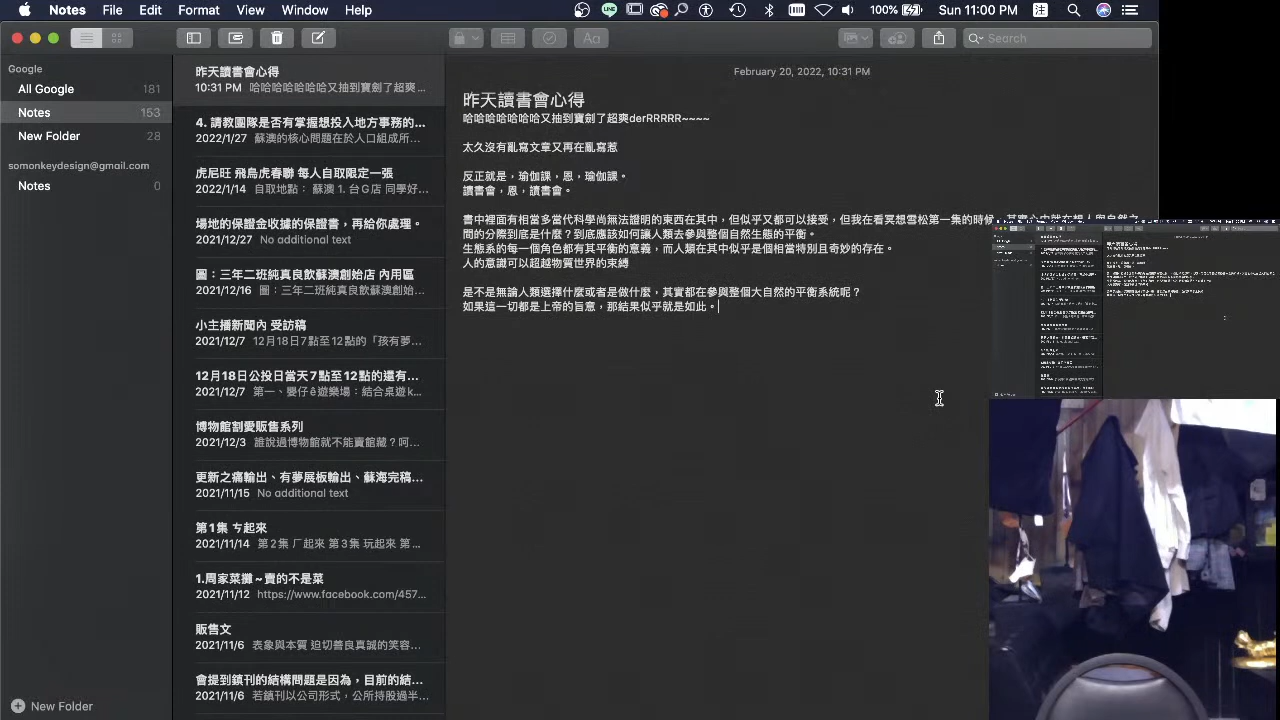 Notes File Edit Format View Window Help
100% Sun 11:00 PM 注
Search
Google
All Google 181
Notes 153
New Folder 28
somonkeydesign@gmail.com
Notes 0
New Folder
昨天讀書會心得
10:31 PM 哈哈哈哈哈哈哈又抽到寶劍了超爽...
4. 請教團隊是否有掌握想投入地方事務的...
2022/1/27 蘇澳的核心問題在於人口組成所...
虎尼旺 飛虎虎春聯 每人自取限定一張
2022/1/14 自取地點： 蘇澳 1. 台G店 同學好...
場地的保證金收據的保證書，再給你處理。
2021/12/27 No additional text
圖：三年二班純真良飲蘇澳創始店 內用區
2021/12/16 圖：三年二班純真良飲蘇澳創始...
小主播新聞內 受訪稿
2021/12/7 12月18日7點至12點的「孩有夢...
12月18日公投日當天7點至12點的還有...
2021/12/7 第一、嬰仔e遊樂場：結合桌遊k...
博物館割愛販售系列
2021/12/3 誰說過博物館就不能賣館藏？呵...
更新之痛輸出、有夢展板輸出、蘇海完稿...
2021/11/15 No additional text
第1集 ㄘ起來
2021/11/14 第2集 ㄏ起來 第3集 玩起來 第...
1.周家菜攤~賣的不是菜
2021/11/12 https://www.facebook.com/457...
販售文
2021/11/6 表象與本質 迫切善良真誠的笑容...
會提到鎮刊的結構問題是因為，目前的結...
2021/11/6 若鎮刊以公司形式，公所持股過半...
February 20, 2022, 10:31 PM
昨天讀書會心得
哈哈哈哈哈哈哈又抽到寶劍了超爽derRRRRR~~~~
太久沒有亂寫文章又再在亂寫惹
反正就是，瑜伽課，恩，瑜伽課。
讀書會，恩，讀書會。
書中裡面有相當多當代科學尚無法證明的東西在其中，但似乎又都可以接受，但我在看冥想雪松第一集的時候，其實心中就在想人與自然之
間的分際到底是什麼？到底應該如何讓人類去參與整個自然生態的平衡。
生態系的每一個角色都有其平衡的意義，而人類在其中似乎是個相當特別且奇妙的存在。
人的意識可以超越物質世界的束縛
是不是無論人類選擇什麼或者是做什麼，其實都在參與整個大自然的平衡系統呢？
如果這一切都是上帝的旨意，那結果似乎就是如此。